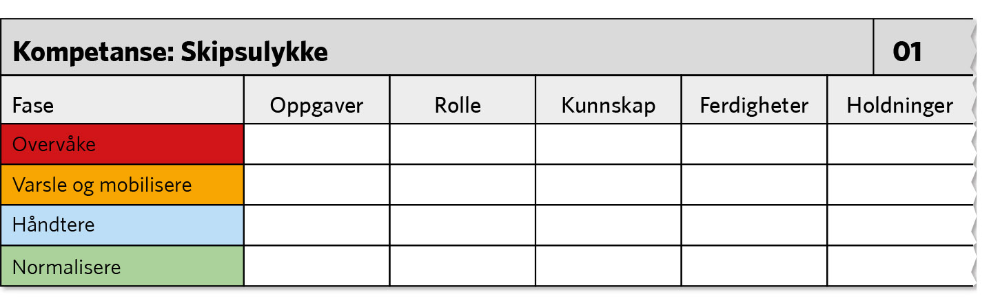 Kompetanse: Skipsulykke 01
Fase Oppgaver Rolle Kunnskap Ferdigheter Holdninger
Overvåke
Varsle og mobilisere
Håndtere
Normalisere